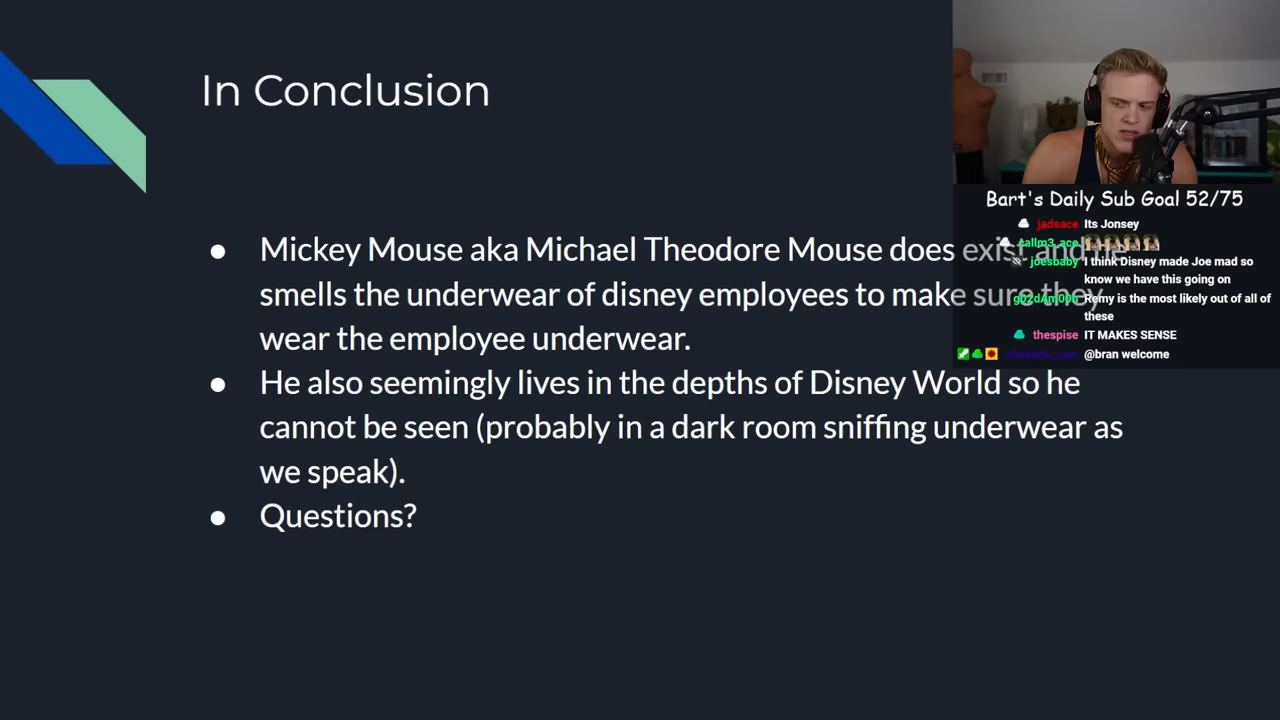 In Conclusion
● Mickey Mouse aka Michael Theodore Mouse does exist and he
smells the underwear of disney employees to make sure they
wear the employee underwear.
● He also seemingly lives in the depths of Disney World so he
cannot be seen (probably in a dark room sniffing underwear as
we speak).
● Questions?
Bart's Daily Sub Goal 52/75
jadsace Its Jonsey
callm3_ace
joesbaby I think Disney made Joe mad so
know we have this going on
Remy is the most likely out of all of
these
thespise IT MAKES SENSE
@bran welcome